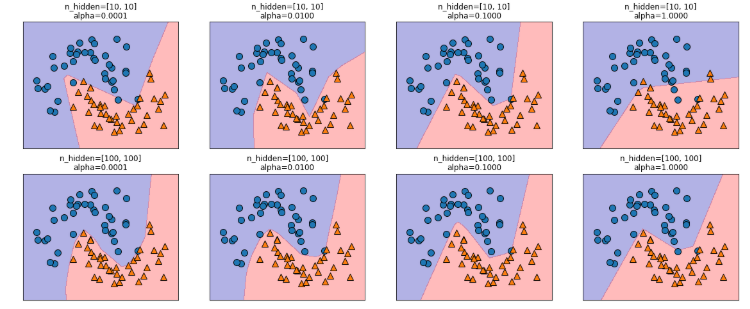 n_hidden=[10, 10]
alpha=0.0001
n_hidden=[10, 10]
alpha=0.0100
n_hidden=[10, 10]
alpha=0.1000
n_hidden=[10, 10]
alpha=1.0000
n_hidden=[100, 100]
alpha=0.0001
n_hidden=[100, 100]
alpha=0.0100
n_hidden=[100, 100]
alpha=0.1000
n_hidden=[100, 100]
alpha=1.0000